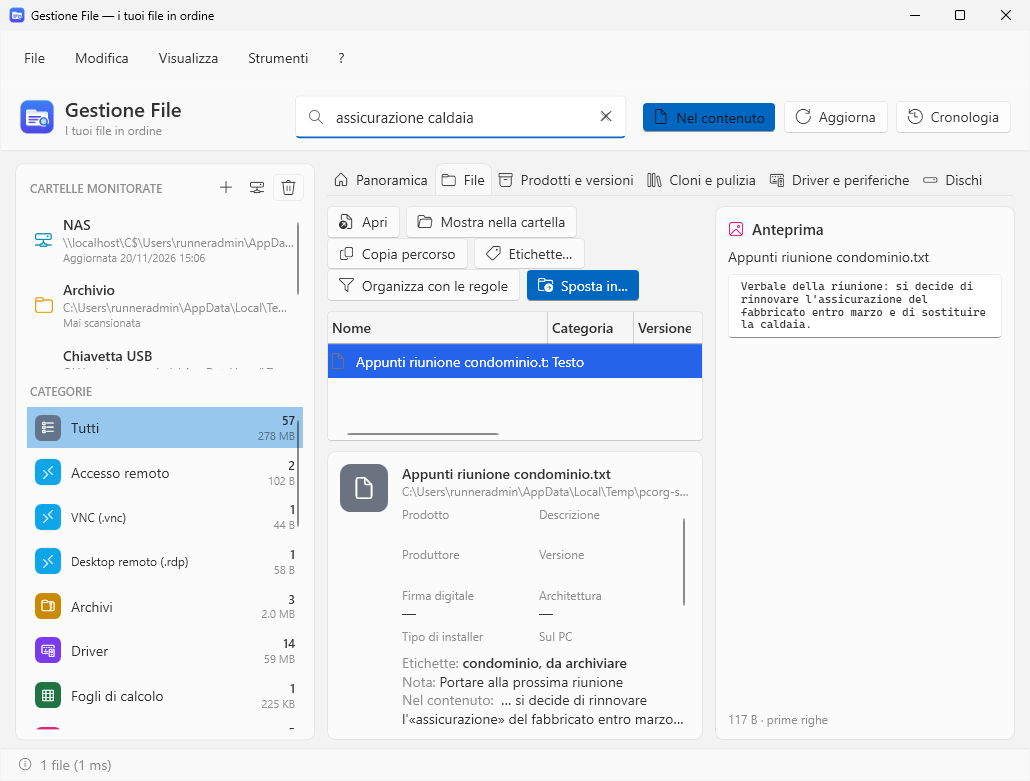 Gestione File — i tuoi file in ordine
File Modifica Visualizza Strumenti ?
Gestione File
I tuoi file in ordine
assicurazione caldaia
Nel contenuto
Aggiorna
Cronologia
CARTELLE MONITORATE
NAS
\\localhost\C$\Users\runneradmin\AppDa...
Aggiornata 20/11/2026 15:06
Archivio
C:\Users\runneradmin\AppData\Local\Te...
Mai scansionata
Chiavetta USB
CATEGORIE
Tutti 57
278 MB
Accesso remoto 2
102 B
VNC (.vnc) 1
44 B
Desktop remoto (.rdp) 1
58 B
Archivi 3
2.0 MB
Driver 14
59 MB
Fogli di calcolo 1
225 KB
Panoramica File Prodotti e versioni Cloni e pulizia Driver e periferiche Dischi
Apri Mostra nella cartella
Copia percorso Etichette...
Organizza con le regole Sposta in...
Nome Categoria Versione
Appunti riunione condominio.t Testo
Appunti riunione condominio.txt
C:\Users\runneradmin\AppData\Local\Temp\pcorg-s...
Prodotto Descrizione
Produttore Versione
Firma digitale Architettura
— —
Tipo di installer Sul PC
Etichette: condominio, da archiviare
Nota: Portare alla prossima riunione
Nel contenuto: ... si decide di rinnovare
l'«assicurazione» del fabbricato entro marzo...
Anteprima
Appunti riunione condominio.txt
Verbale della riunione: si decide di
rinnovare l'assicurazione del
fabbricato entro marzo e di sostituire
la caldaia.
117 B · prime righe
1 file (1 ms)